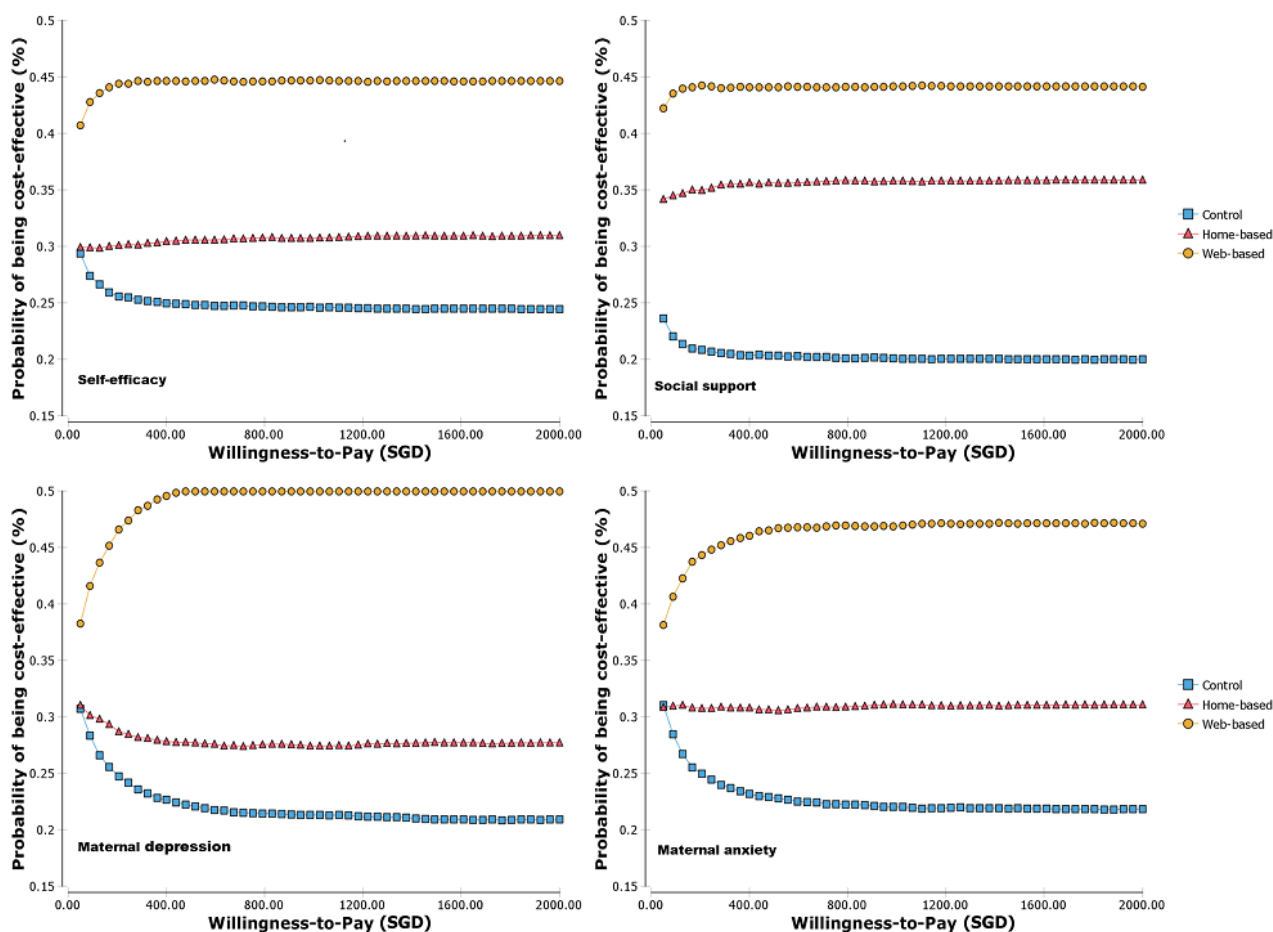 0.5
0.45
0.4
0.35
0.3
0.25
0.2
0.15
Probability of being cost-effective (%)
Self-efficacy
0.00 400.00 800.00 1200.00 1600.00 2000.00
Willingness-to-Pay (SGD)
0.5
0.45
0.4
0.35
0.3
0.25
0.2
0.15
Probability of being cost-effective (%)
Social support
0.00 400.00 800.00 1200.00 1600.00 2000.00
Willingness-to-Pay (SGD)
Control
Home-based
Web-based
0.5
0.45
0.4
0.35
0.3
0.25
0.2
0.15
Probability of being cost-effective (%)
Maternal depression
0.00 400.00 800.00 1200.00 1600.00 2000.00
Willingness-to-Pay (SGD)
0.5
0.45
0.4
0.35
0.3
0.25
0.2
0.15
Probability of being cost-effective (%)
Maternal anxiety
0.00 400.00 800.00 1200.00 1600.00 2000.00
Willingness-to-Pay (SGD)
Control
Home-based
Web-based